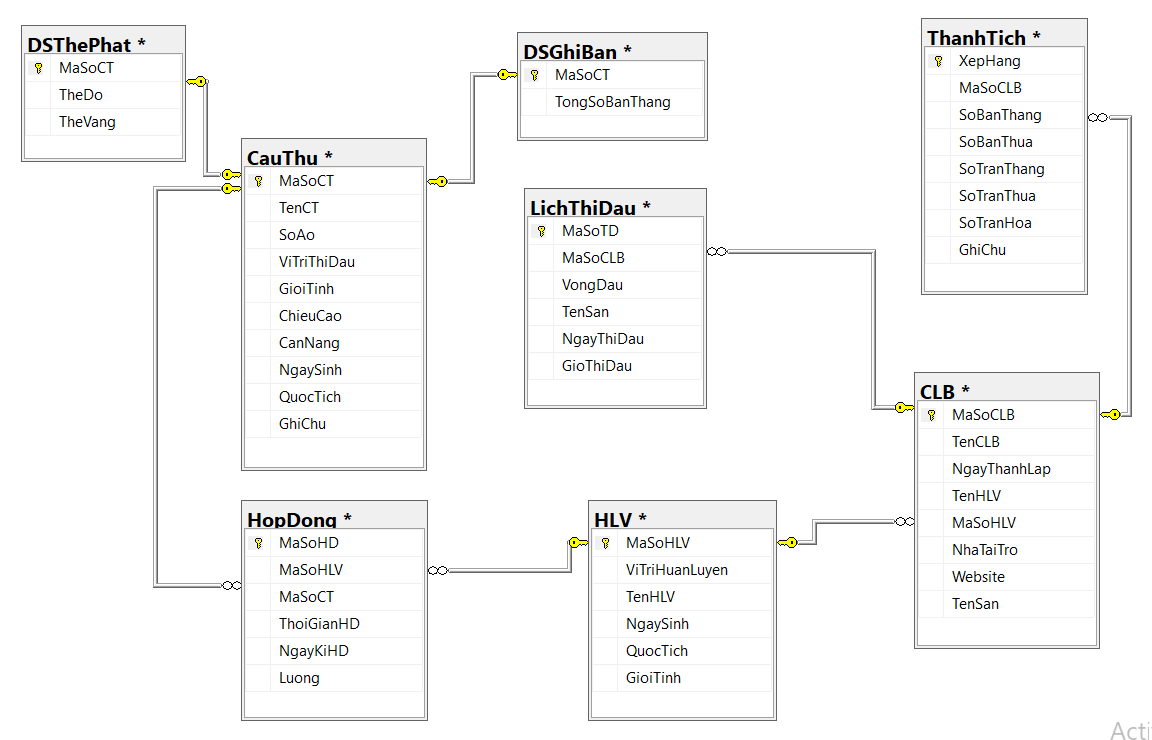 DSThePhat *
MaSoCT
TheDo
TheVang
DSGhiBan *
MaSoCT
TongSoBanThang
ThanhTich *
XepHang
MaSoCLB
SoBanThang
SoBanThua
SoTranThang
SoTranThua
SoTranHoa
GhiChu
CauThu *
MaSoCT
TenCT
SoAo
ViTriThiDau
GioiTinh
ChieuCao
CanNang
NgaySinh
QuocTich
GhiChu
LichThiDau *
MaSoTD
MaSoCLB
VongDau
TenSan
NgayThiDau
GioThiDau
CLB *
MaSoCLB
TenCLB
NgayThanhLap
TenHLV
MaSoHLV
NhaTaiTro
Website
TenSan
HopDong *
MaSoHD
MaSoHLV
MaSoCT
ThoiGianHD
NgayKiHD
Luong
HLV *
MaSoHLV
ViTriHuanLuyen
TenHLV
NgaySinh
QuocTich
GioiTinh
Acti